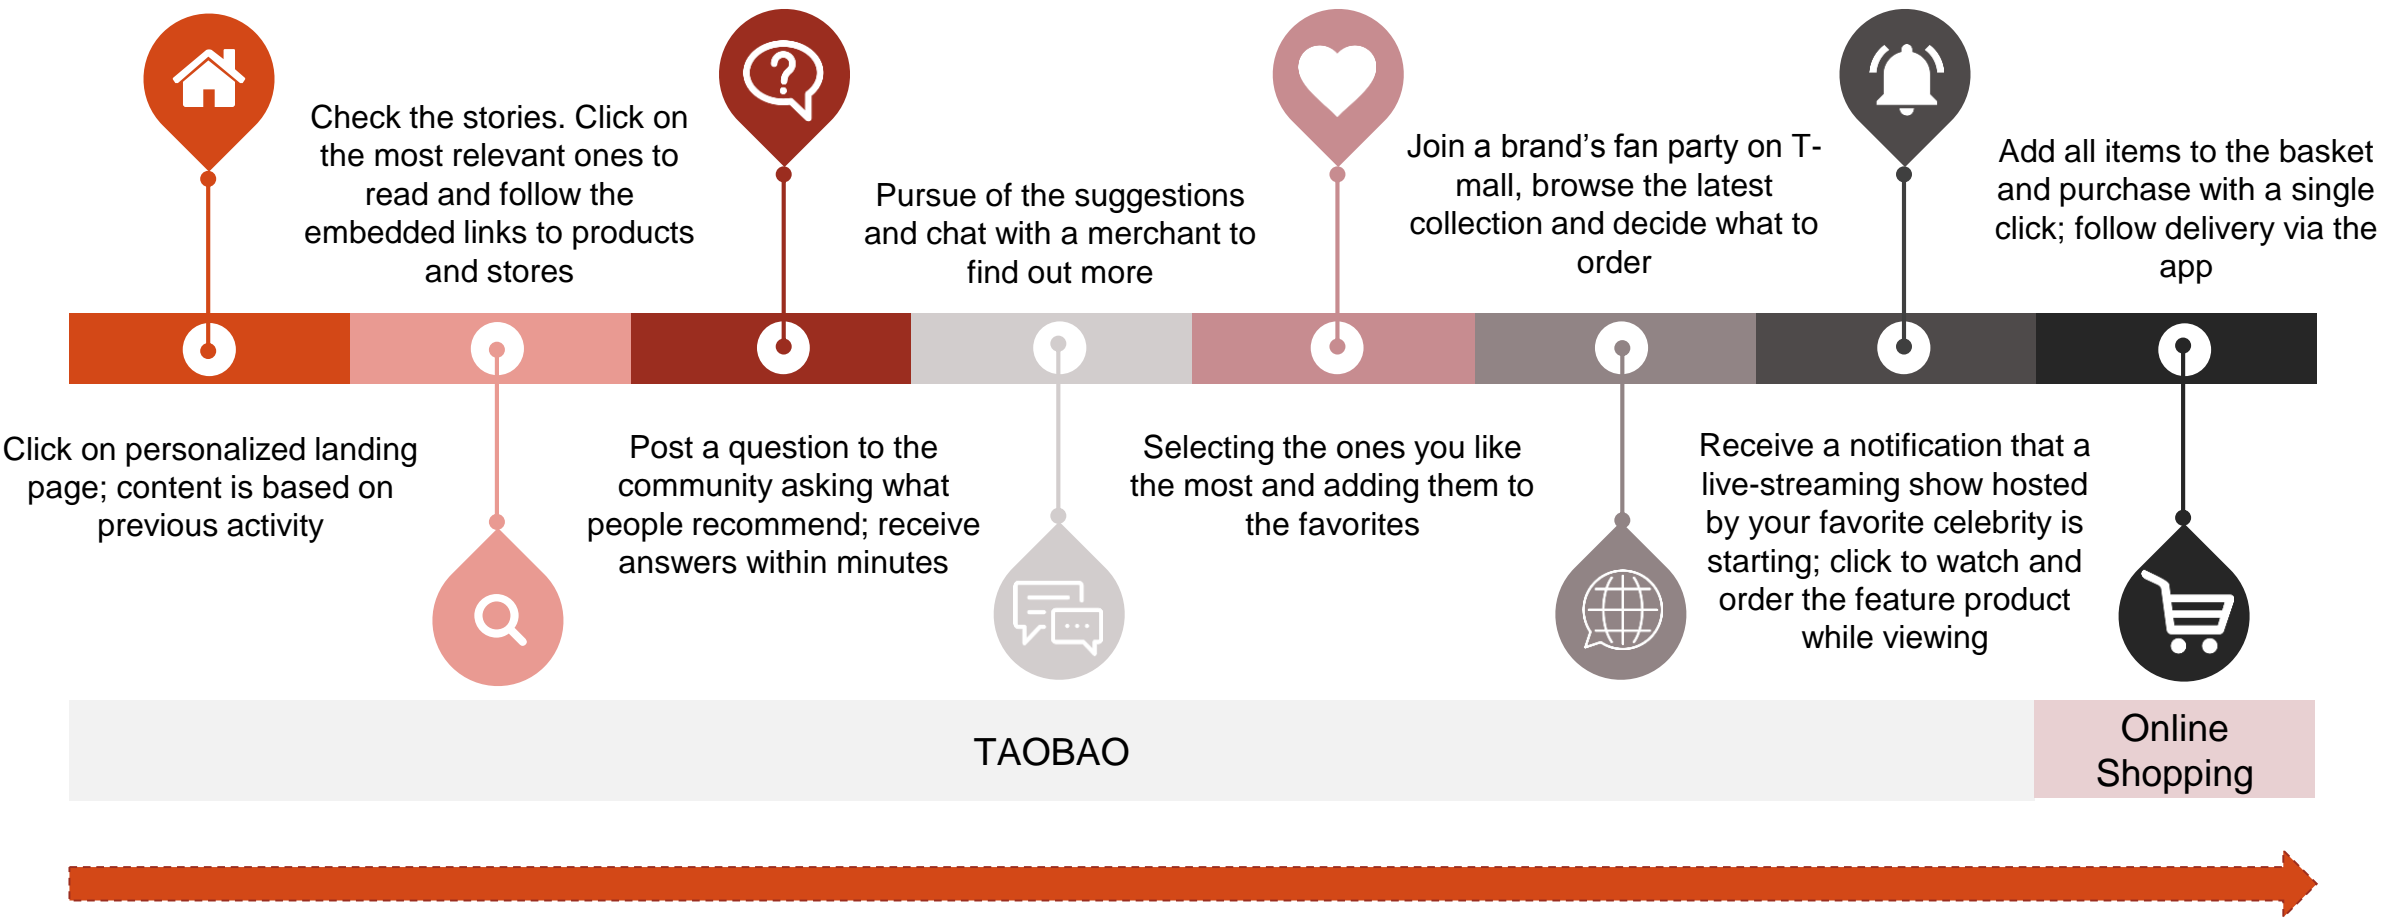 Click on personalized landing
page; content is based on
previous activity
Check the stories. Click on
the most relevant ones to
read and follow the
embedded links to products
and stores
Post a question to the
community asking what
people recommend; receive
answers within minutes
Pursue of the suggestions
and chat with a merchant to
find out more
Selecting the ones you like
the most and adding them to
the favorites
Join a brand’s fan party on T-
mall, browse the latest
collection and decide what to
order
Receive a notification that a
live-streaming show hosted
by your favorite celebrity is
starting; click to watch and
order the feature product
while viewing
Add all items to the basket
and purchase with a single
click; follow delivery via the
app
TAOBAO
Online
Shopping